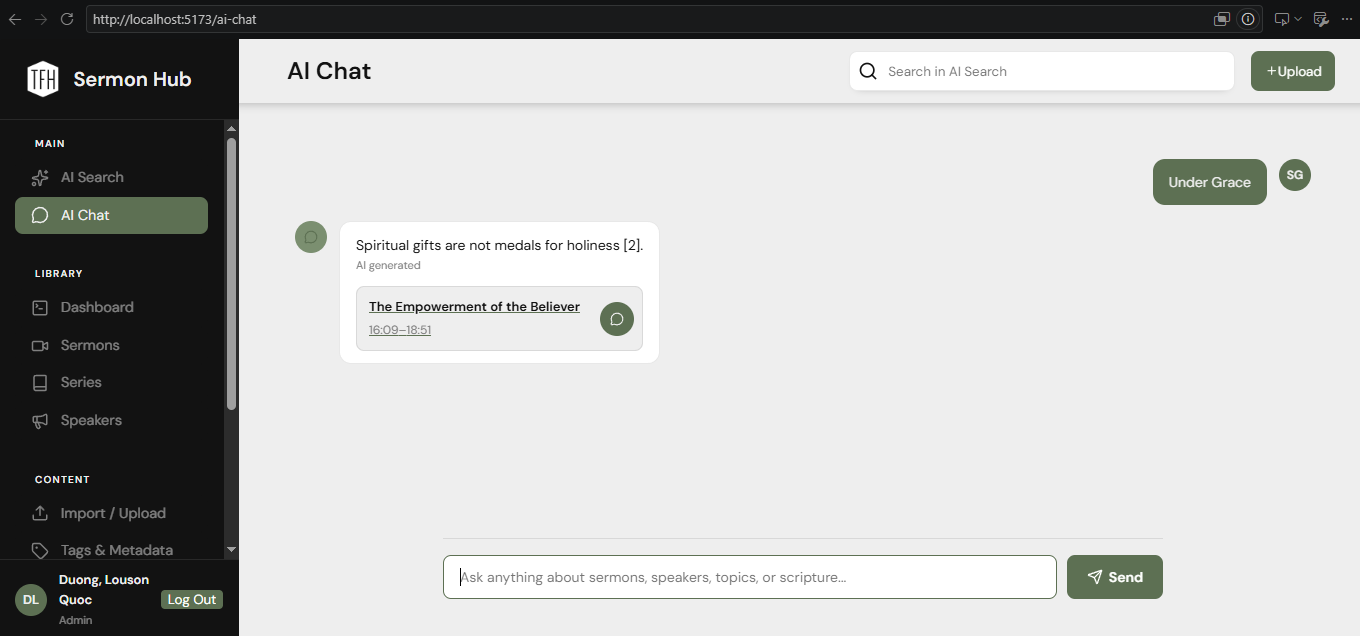 http://localhost:5173/ai-chat
TFH
Sermon Hub
MAIN
AI Search
AI Chat
LIBRARY
Dashboard
Sermons
Series
Speakers
CONTENT
Import / Upload
Tags & Metadata
DL
Duong, Louson
Quoc
Admin
Log Out
AI Chat
Search in AI Search
+Upload
Under Grace
SG
Spiritual gifts are not medals for holiness [2].
AI generated
The Empowerment of the Believer
16:09–18:51
Ask anything about sermons, speakers, topics, or scripture...
Send